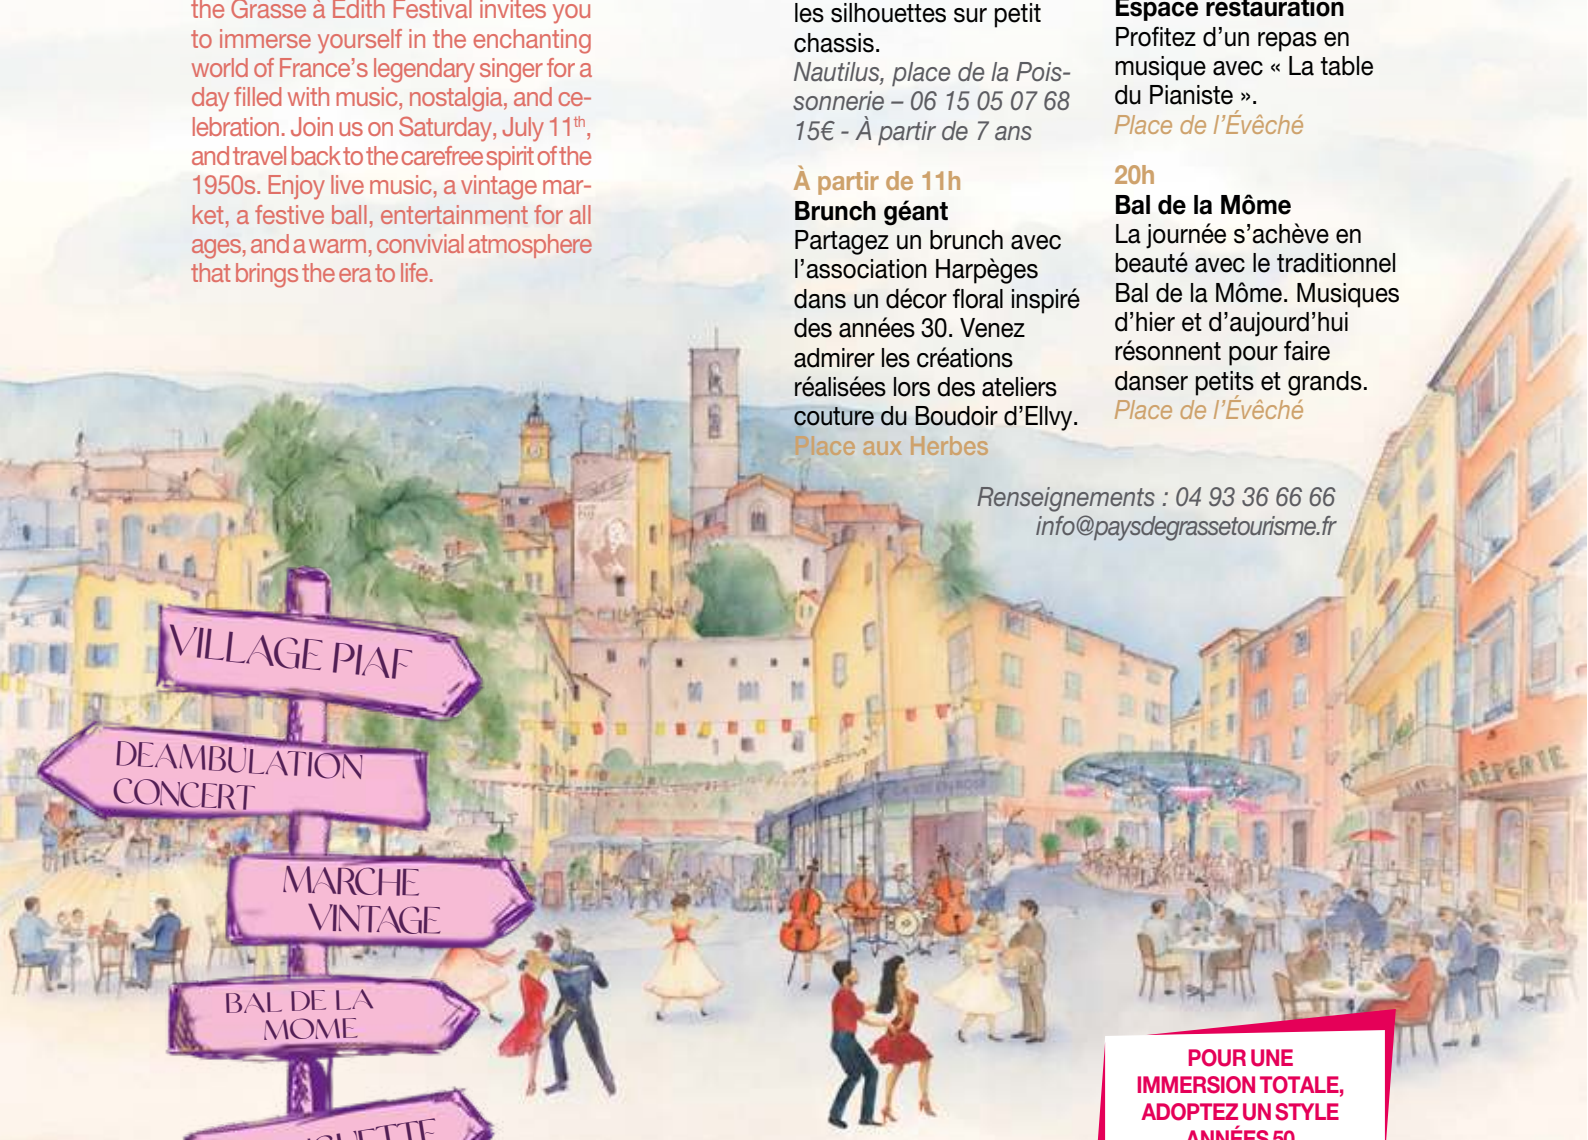 the Grasse à Edith Festival invites you
to immerse yourself in the enchanting
world of France's legendary singer for a
day filled with music, nostalgia, and ce-
lebration. Join us on Saturday, July 11th,
and travel back to the carefree spirit of the
1950s. Enjoy live music, a vintage mar-
ket, a festive ball, entertainment for all
ages, and a warm, convivial atmosphere
that brings the era to life.
les silhouettes sur petit
chassis.
Nautilus, place de la Pois-
sonnerie – 06 15 05 07 68
15€ - À partir de 7 ans
À partir de 11h
Brunch géant
Partagez un brunch avec
l'association Harpèges
dans un décor floral inspiré
des années 30. Venez
admirer les créations
réalisées lors des ateliers
couture du Boudoir d'Ellvy.
Place aux Herbes
Espace restauration
Profitez d'un repas en
musique avec « La table
du Pianiste ».
Place de l'Évêché
20h
Bal de la Môme
La journée s'achève en
beauté avec le traditionnel
Bal de la Môme. Musiques
d'hier et d'aujourd'hui
résonnent pour faire
danser petits et grands.
Place de l'Évêché
Renseignements : 04 93 36 66 66
info@paysdegrassetourisme.fr
VILLAGE PIAF
DEAMBULATION
CONCERT
MARCHE
VINTAGE
BAL DE LA
MOME
POUR UNE
IMMERSION TOTALE,
ADOPTEZ UN STYLE
ANNÉES 50